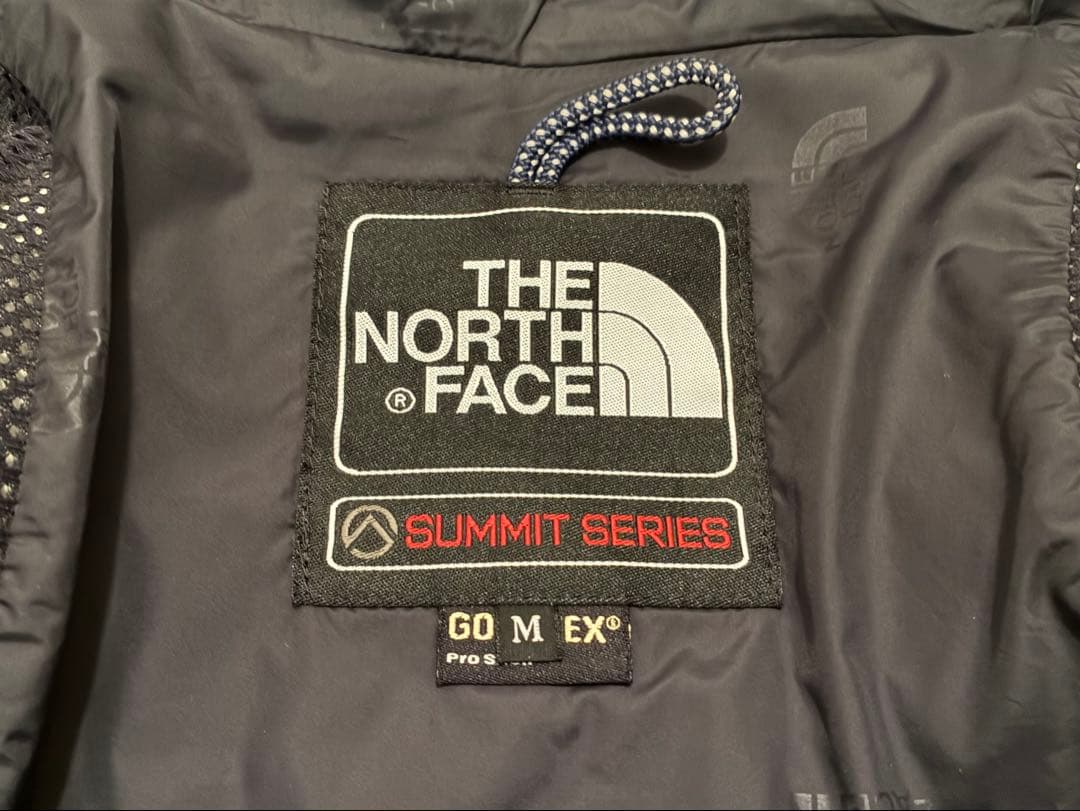 THE
NORTH
® FACE
SUMMIT SERIES
GO M EX®
Pro S